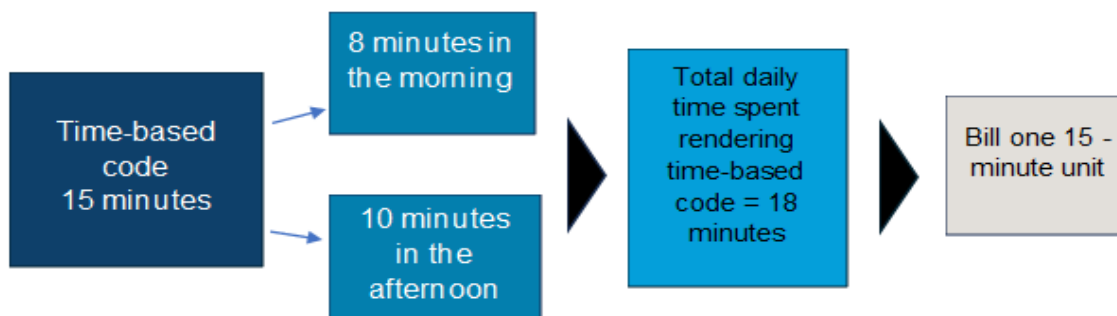 Time-based
code
15 minutes
8 minutes in
the morning
10 minutes
in the
afternoon
Total daily
time spent
rendering
time-based
code = 18
minutes
Bill one 15 -
minute unit